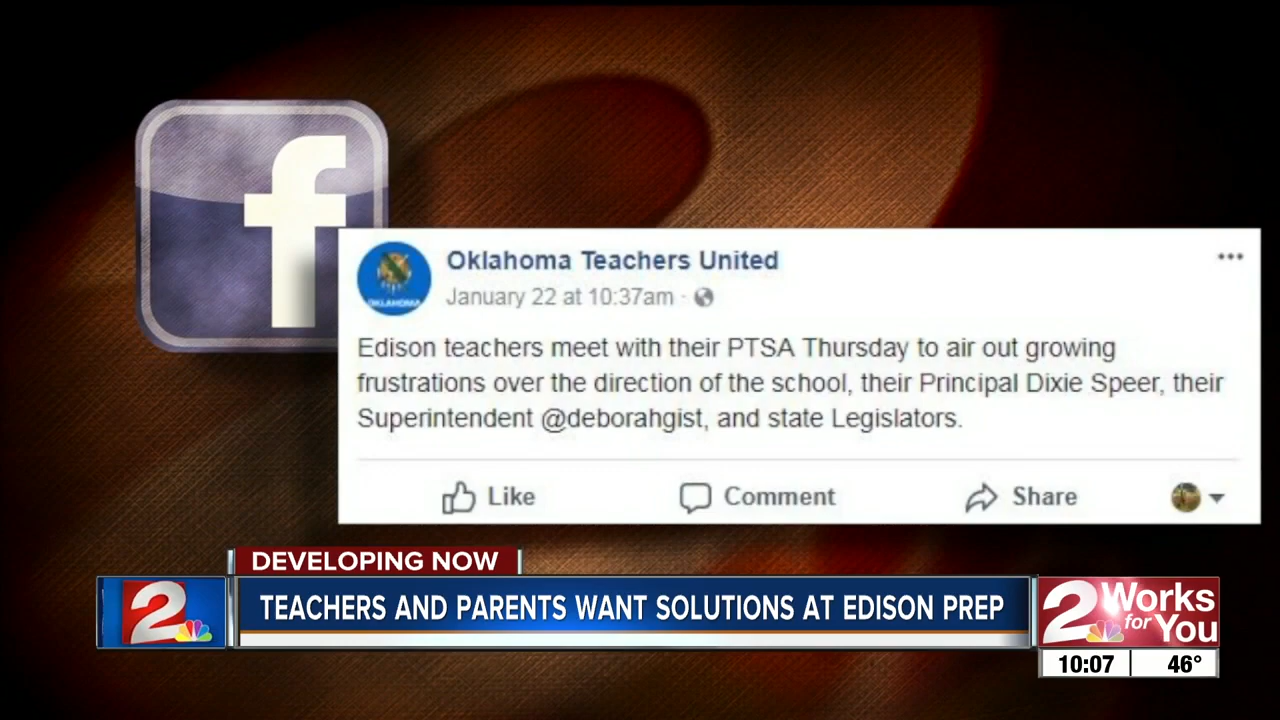 f
Oklahoma Teachers United
...
January 22 at 10:37am ·
OKLAHOMA
Edison teachers meet with their PTSA Thursday to air out growing
frustrations over the direction of the school, their Principal Dixie Speer, their
Superintendent @deborahgist, and state Legislators.
Like
Comment
Share
DEVELOPING NOW
2
TEACHERS AND PARENTS WANT SOLUTIONS AT EDISON PREP
2 Works
for You
10:07
46°